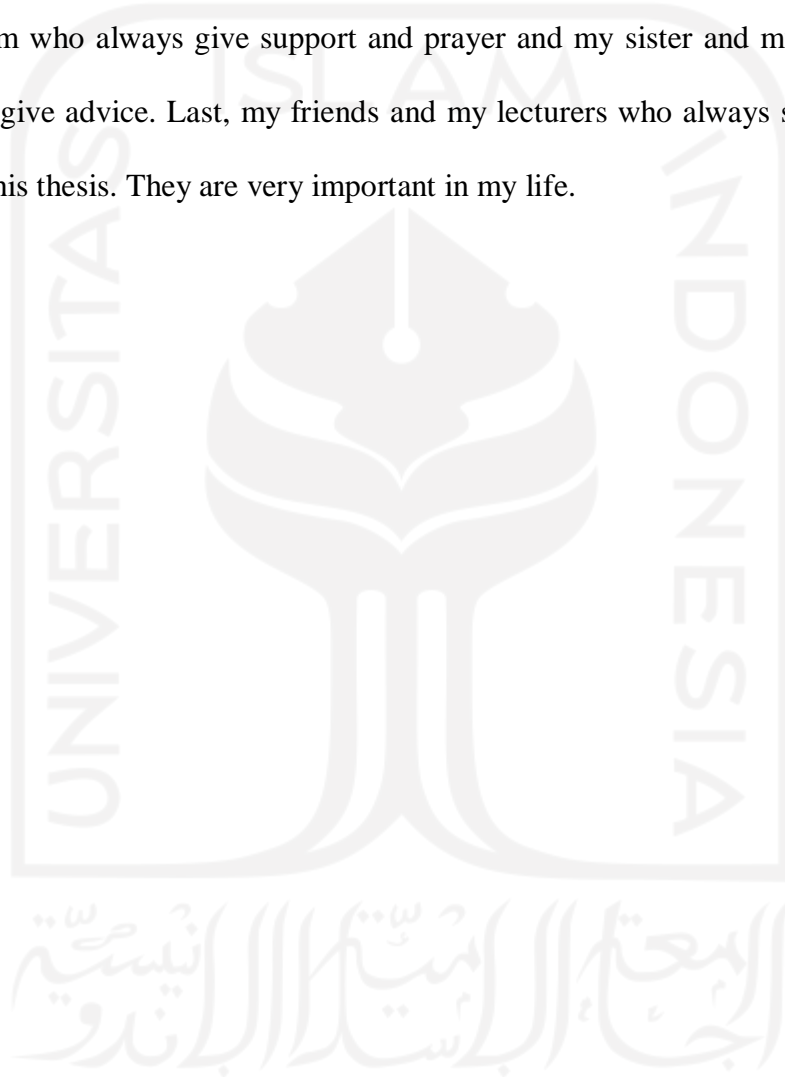 who always give support and prayer and my sister and
give advice. Last, my friends and my lecturers who always
thesis. They are very important in my life.
ISLAM
UNIVERSITAS
INDONESIA